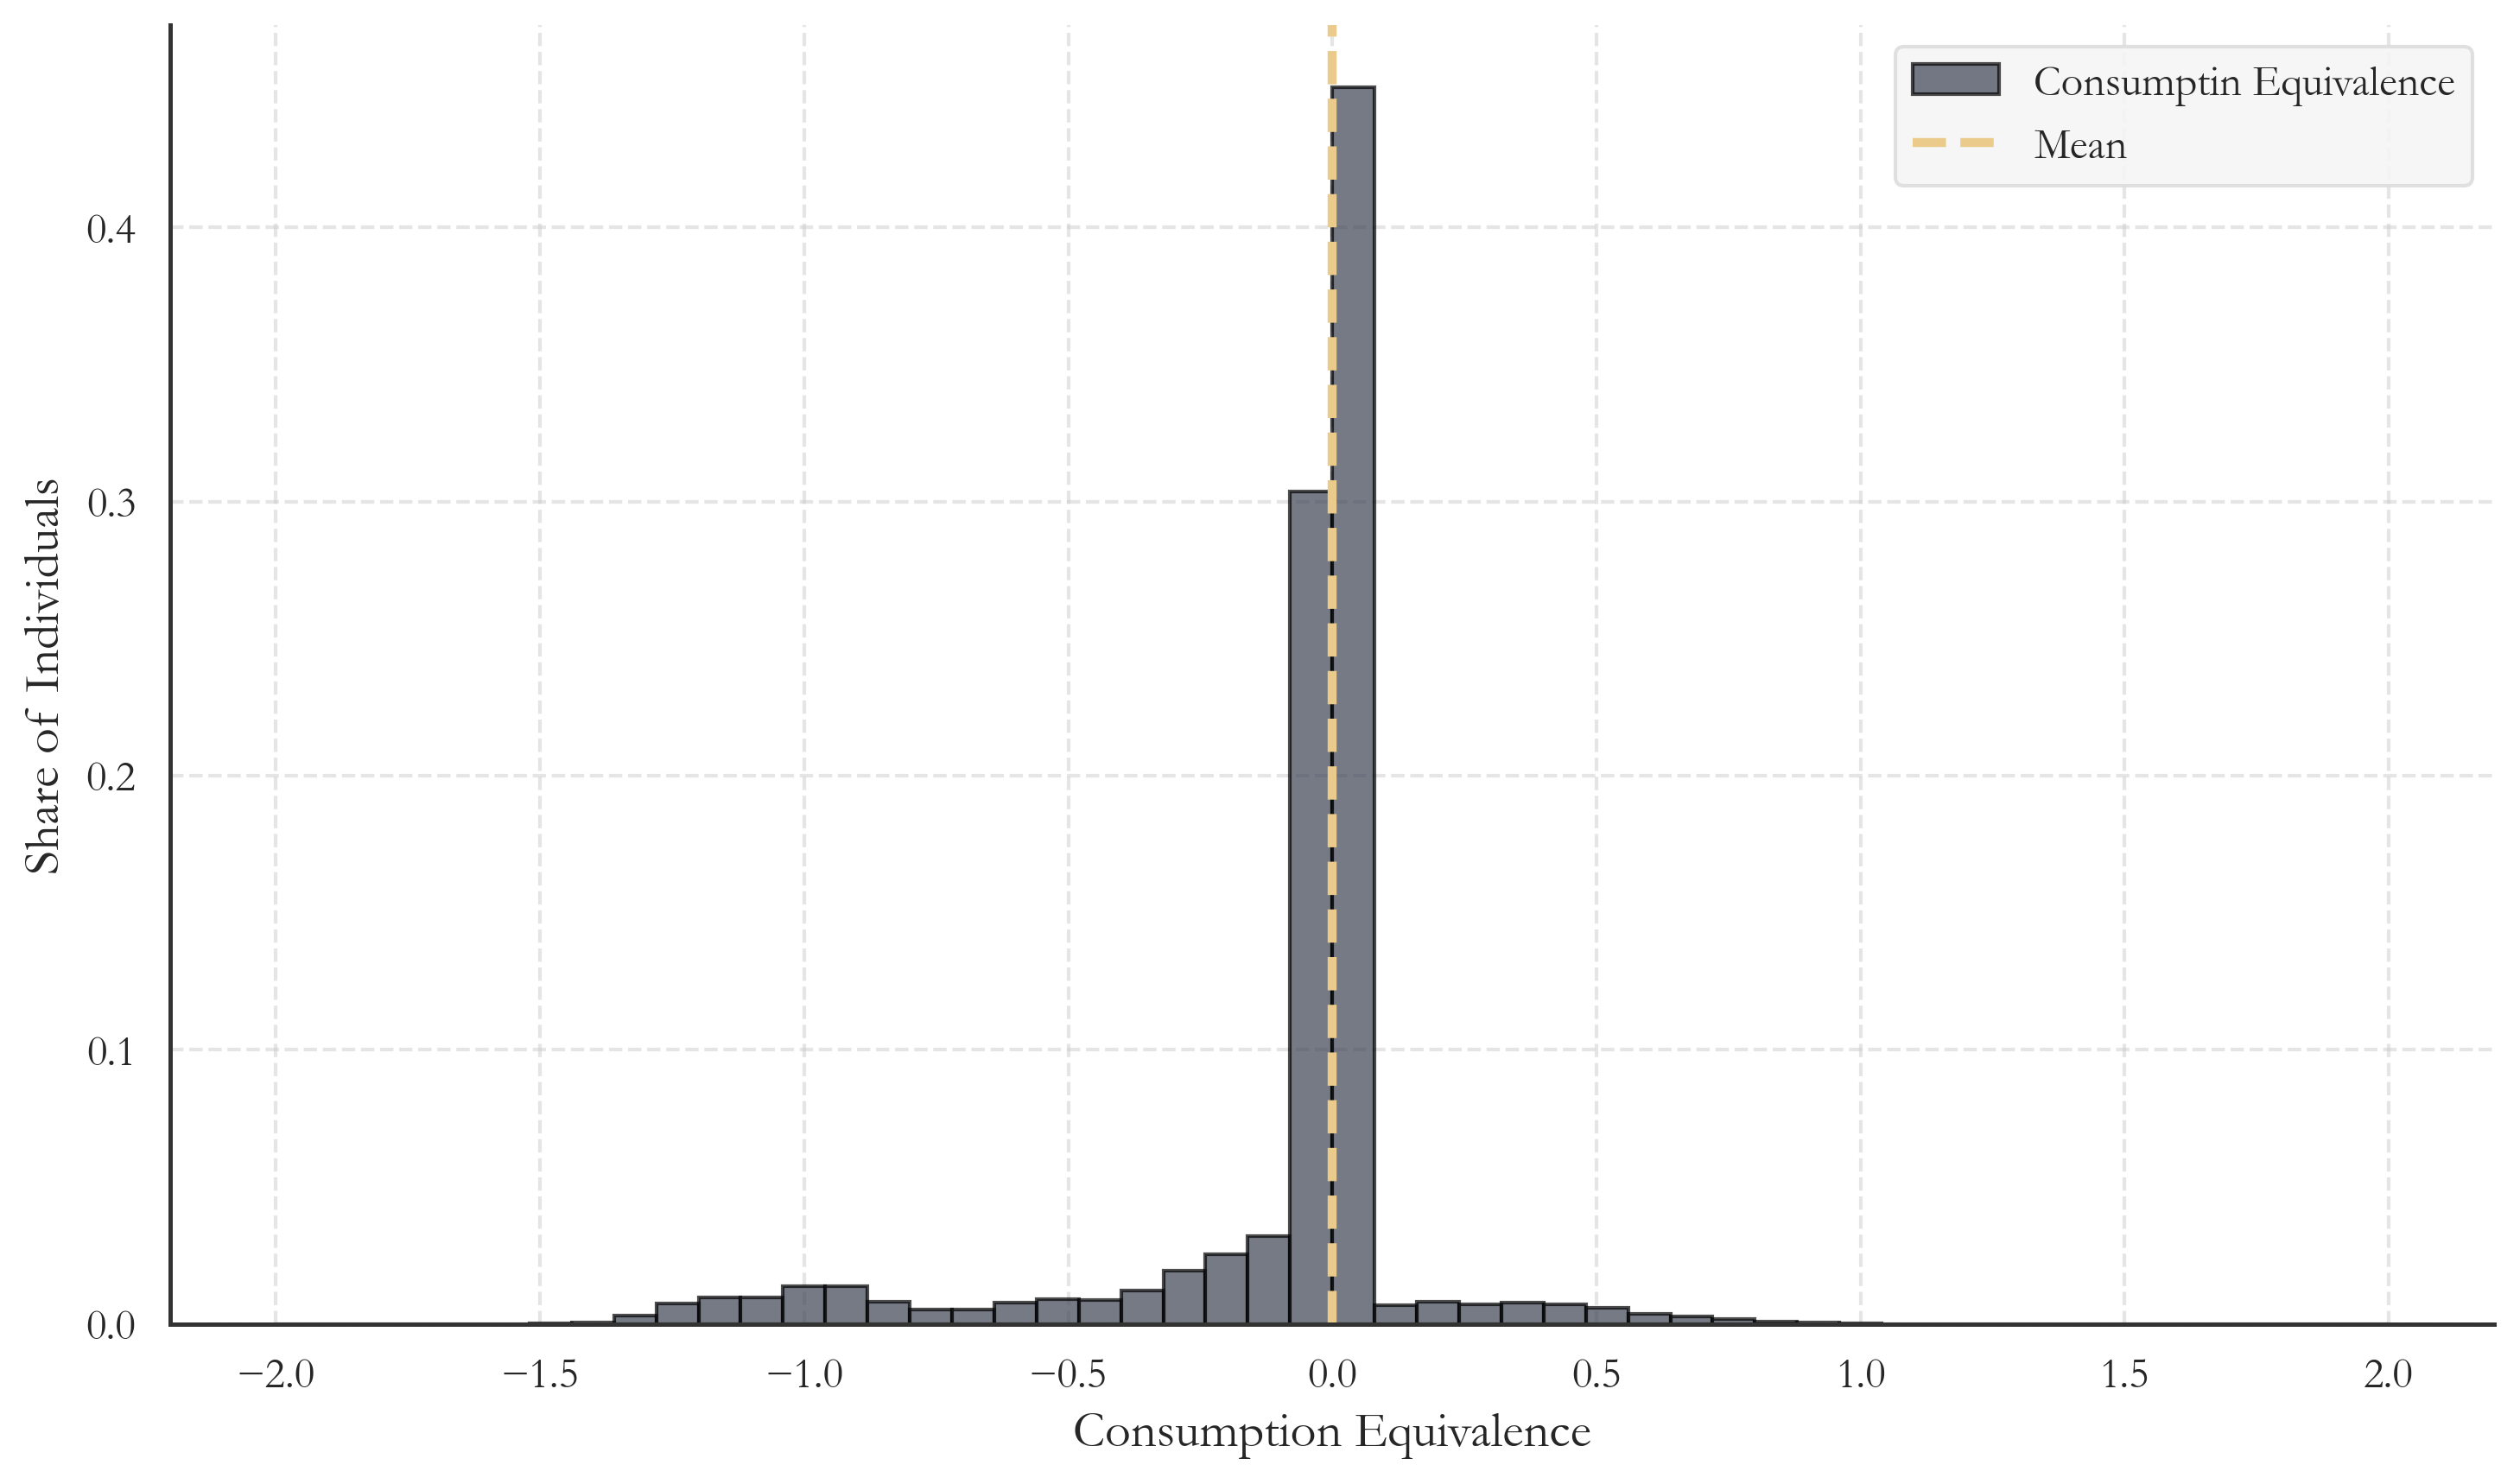 Consumptin Equivalence
Mean
Share of Individuals
0.4
0.3
0.2
0.1
0.0
−2.0 −1.5 −1.0 −0.5 0.0 0.5 1.0 1.5 2.0
Consumption Equivalence